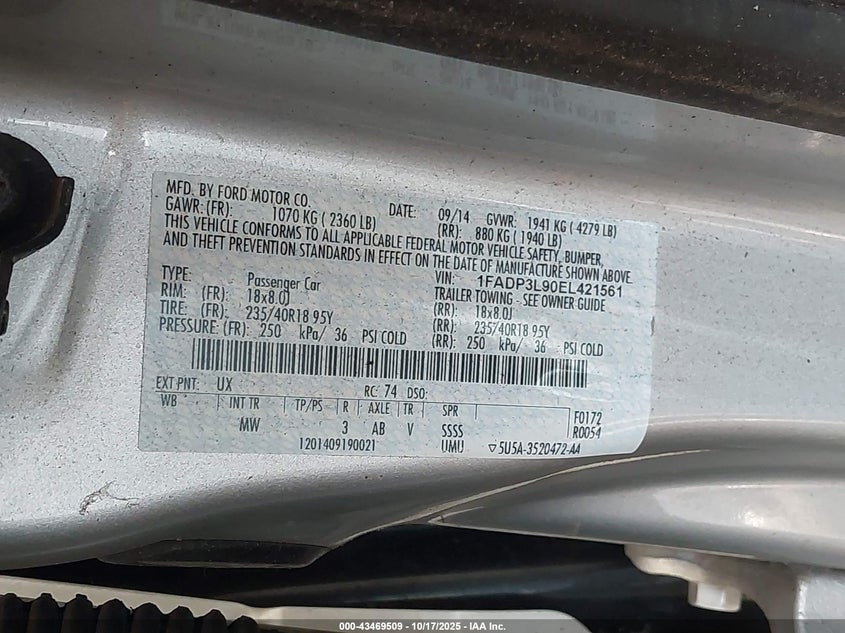 MFD. BY FORD MOTOR CO.
DATE: 09/14 GVWR: 1941 KG ( 4279 LB)
GAWR:(FR): 1070 KG ( 2360 LB) (RR): 880 KG ( 1940 LB)
THIS VEHICLE CONFORMS TO ALL APPLICABLE FEDERAL MOTOR VEHICLE SAFETY, BUMPER,
AND THEFT PREVENTION STANDARDS IN EFFECT ON THE DATE OF MANUFACTURE SHOWN ABOVE.
VIN: 1FADP3L90EL421561
TYPE: Passenger Car TRAILER TOWING - SEE OWNER GUIDE
RIM: (FR): 18x8.0J (RR): 18x8.0J
TIRE: (FR): 235/40R18 95Y (RR): 235/40R18 95Y
PRESSURE: (FR): 250 kPa/ 36 PSI COLD (RR): 250 kPa/ 36 PSI COLD
EXT PNT: UX RC: 74 DSO:
WB INT TR TP/PS R AXLE TR SPR F0172
MW 3 AB V SSSS R0054
1201409190021 UMU ▽5U5A-3520472-AA
000-43469509 - 10/17/2025 - IAA Inc.